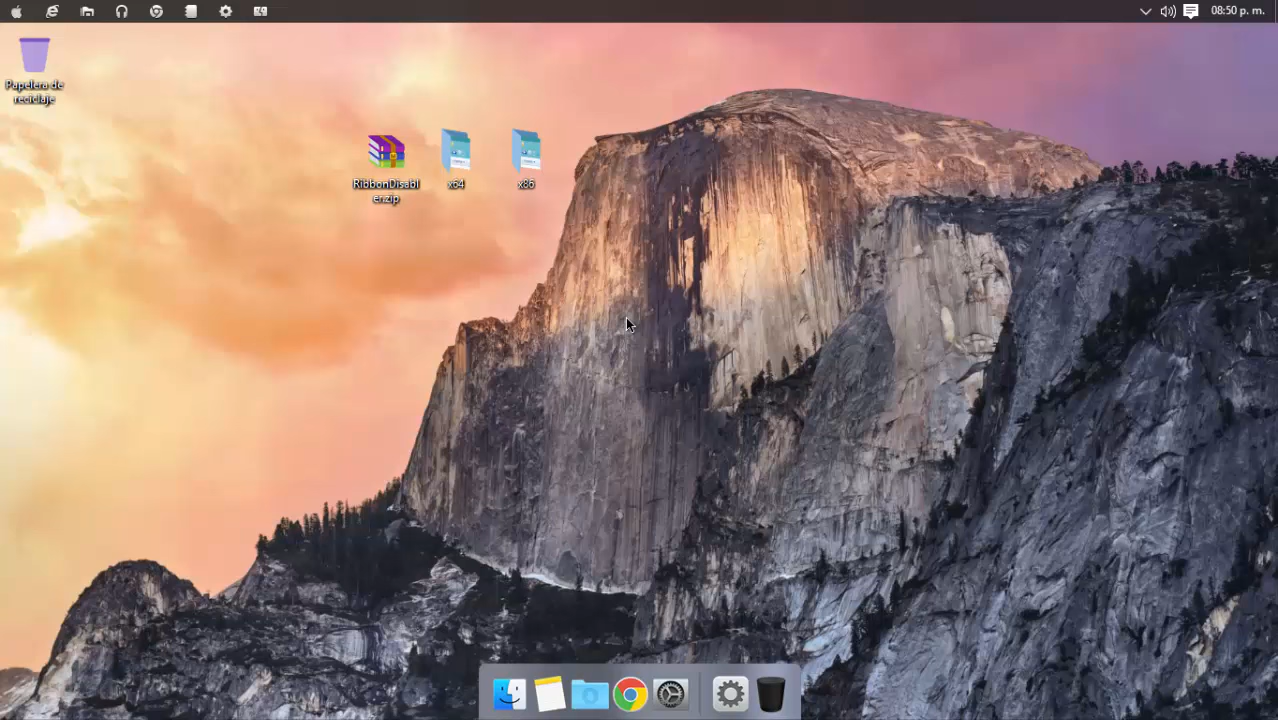 08:50 p. m.
Papelera de
reciclaje
RibbonDisabl
er.zip
x64
x86